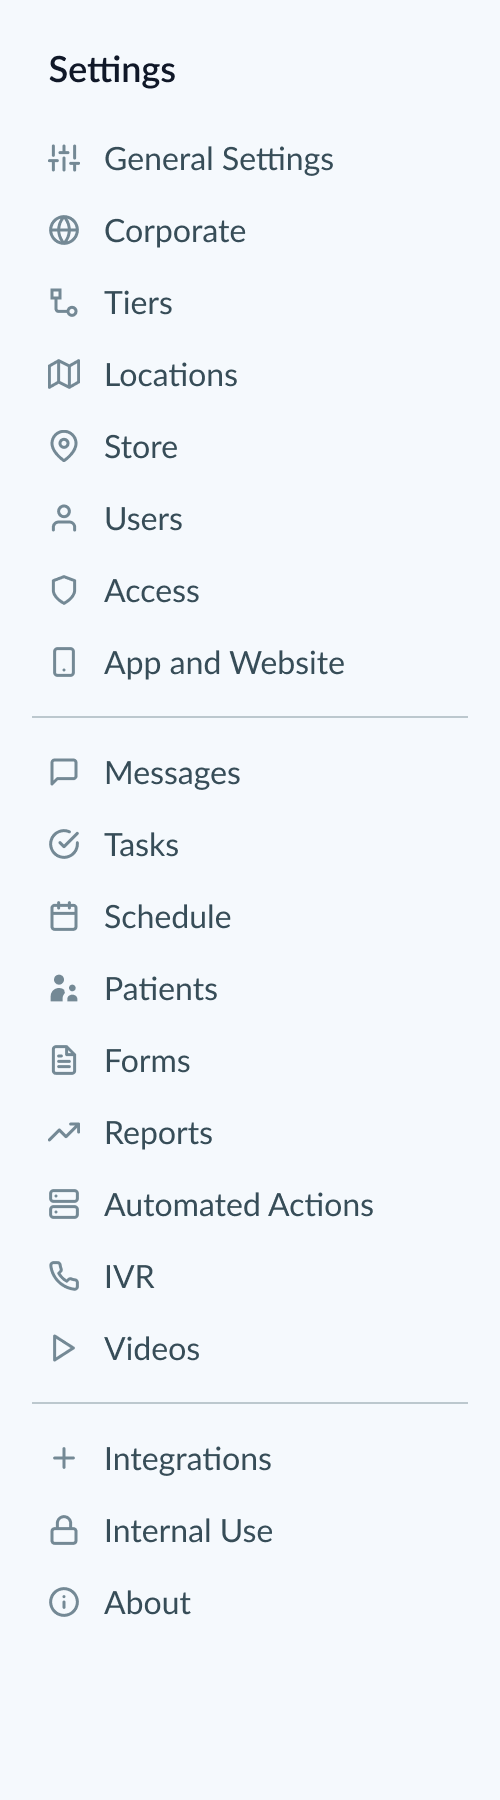 Settings
General Settings
Corporate
Tiers
Locations
Store
Users
Access
App and Website
Messages
Tasks
Schedule
Patients
Forms
Reports
Automated Actions
IVR
Videos
Integrations
Internal Use
About